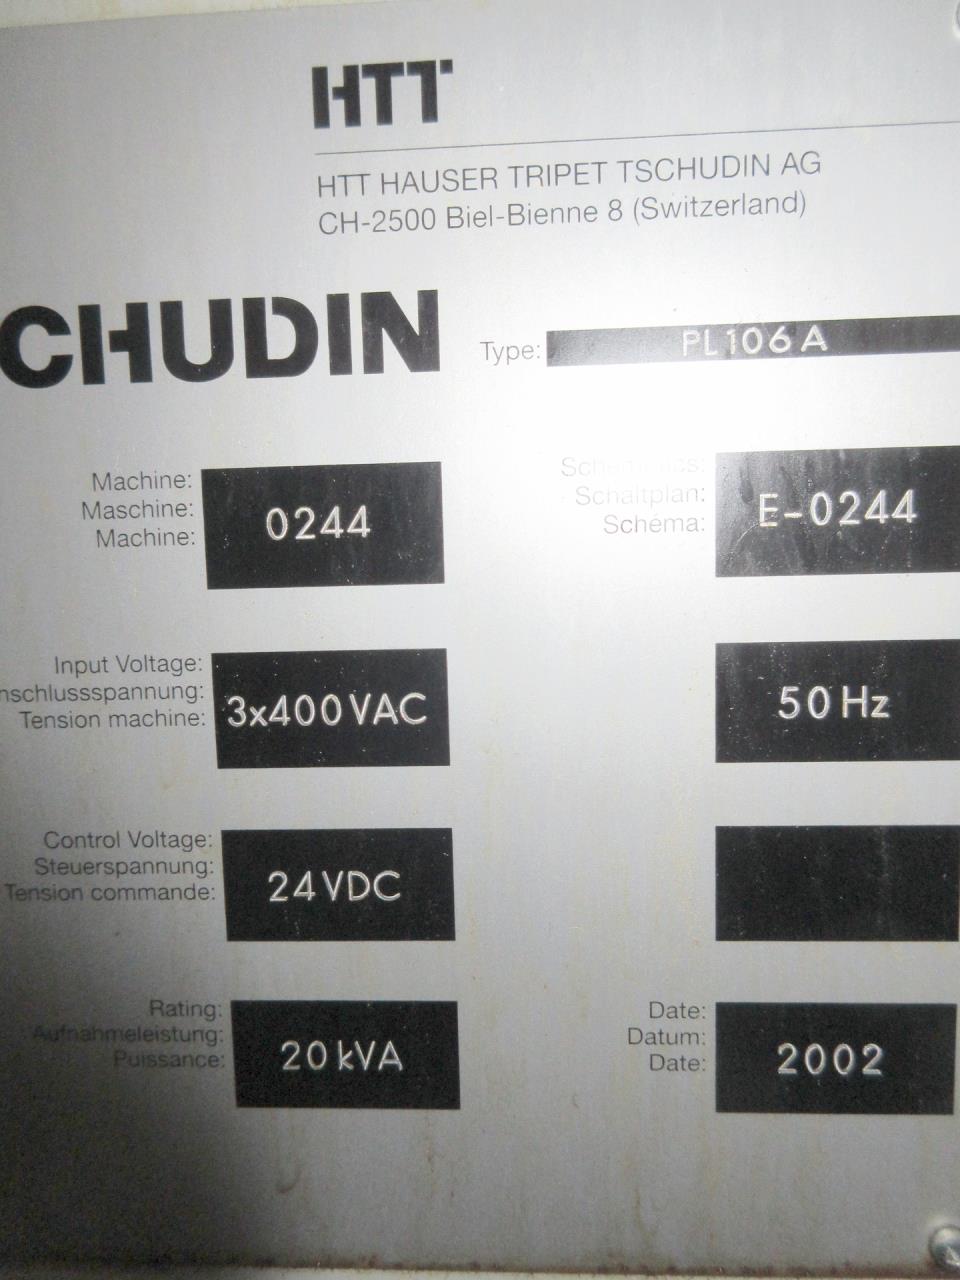 HTT
HTT HAUSER TRIPET TSCHUDIN AG
CH-2500 Biel-Bienne 8 (Switzerland)
CHUDIN
Type: PL106A
Machine:
Maschine:
Machine:
0244
Schematics:
Schaltplan:
Schéma:
E-0244
Input Voltage:
nschlussspannung:
Tension machine:
3x400VAC
50Hz
Control Voltage:
Steuerspannung:
Tension commande:
24VDC
Rating:
Aufnahmeleistung:
Puissance:
20kVA
Date:
Datum:
Date:
2002